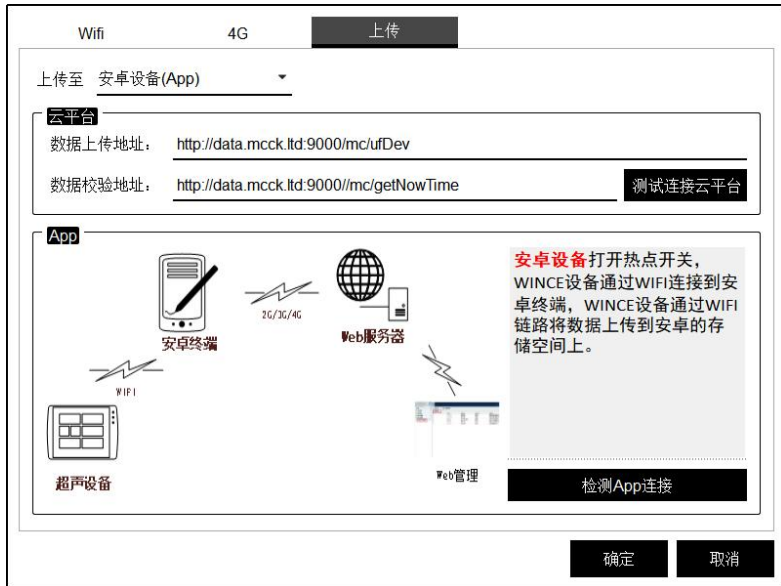 Wifi 4G 上传
上传至 安卓设备(App)
云平台
数据上传地址： http://data.mcck.ltd:9000/mc/ufDev
数据校验地址： http://data.mcck.ltd:9000//mc/getNowTime 测试连接云平台
App
安卓设备打开热点开关，
WINCE设备通过WIFI连接到安
卓终端，WINCE设备通过WIFI
链路将数据上传到安卓的存
储空间上。
2G/3G/4G
安卓终端
Web服务器
WIFI
超声设备
Web管理
检测App连接
确定 取消